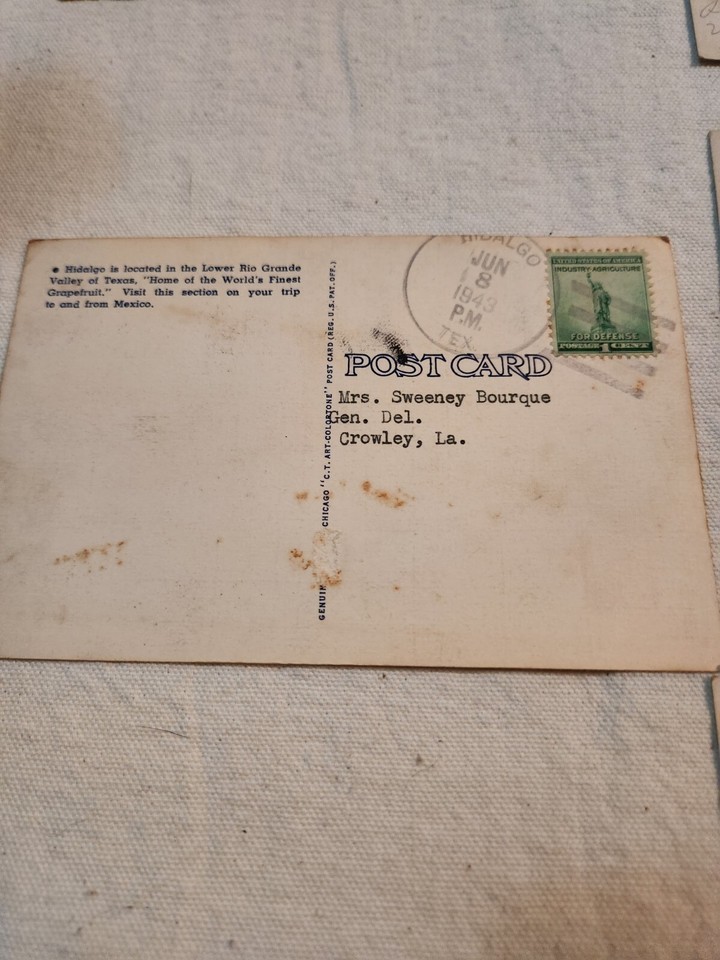 ● Hidalgo is located in the Lower Rio Grande
Valley of Texas, "Home of the World's Finest
Grapefruit." Visit this section on your trip
to and from Mexico.
GENUIN CHICAGO "C.T. ART-COLORTONE" POST CARD (REG. U.S. PAT. OFF.)
HIDALGO
JUN
8
1943
P.M.
TEX.
UNITED STATES OF AMERICA
INDUSTRY AGRICULTURE
FOR DEFENSE
POSTAGE 1 CENT
POST CARD
Mrs. Sweeney Bourque
Gen. Del.
Crowley, La.